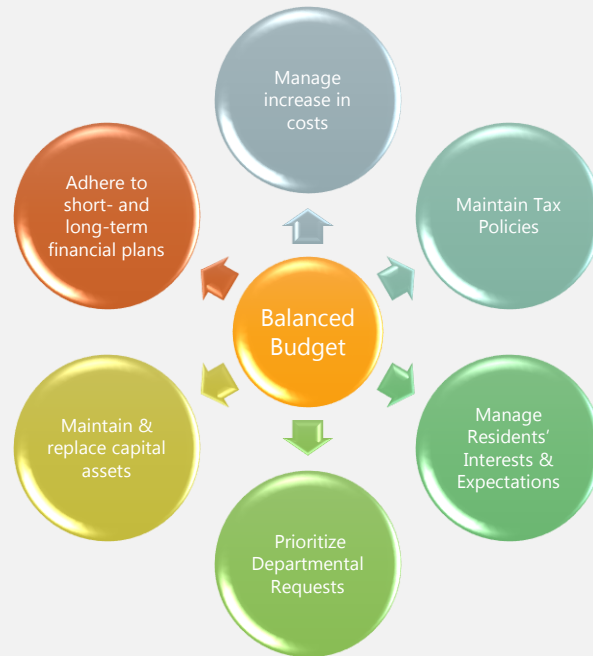 Manage
increase in
costs
Adhere to
short- and
long-term
financial plans
Maintain Tax
Policies
Balanced
Budget
Maintain &
replace capital
assets
Manage
Residents'
Interests &
Expectations
Prioritize
Departmental
Requests